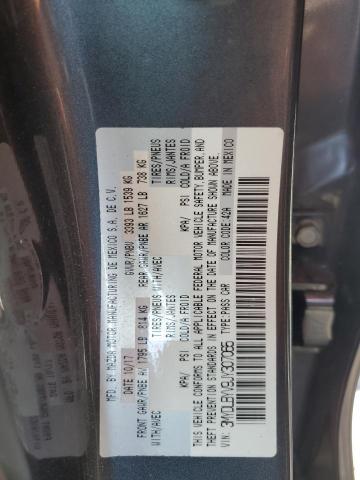 MFD. BY MAZDA MOTOR MANUFACTURING DE MEXICO S.A. DE C.V.
DATE: 10/17 GVWR/PNBV 3393 LB 1539 KG
FRONT GAWR/PNBE AV 1795 LB 814 KG REAR GAWR/PNBE AR 1627 LB 738 KG
WITH/AVEC TIRES/PNEUS WITH/AVEC TIRES/PNEUS
RIMS/JANTES RIMS/JANTES
KPA/ PSI COLD/A FROID KPA/ PSI COLD/A FROID
THIS VEHICLE CONFORMS TO ALL APPLICABLE FEDERAL MOTOR VEHICLE SAFETY, BUMPER, AND
THEFT PREVENTION STANDARDS IN EFFECT ON THE DATE OF MANUFACTURE SHOWN ABOVE.
TYPE: PASS CAR
COLOR CODE: 42A MADE IN MEXICO